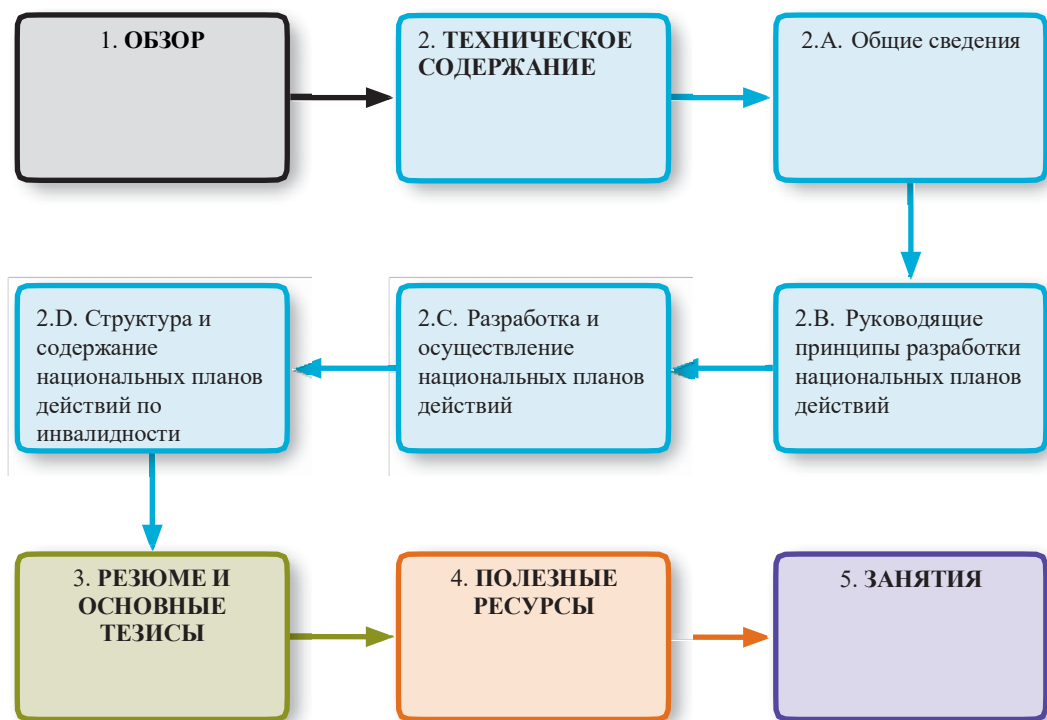 1. ОБЗОР
2. ТЕХНИЧЕСКОЕ
СОДЕРЖАНИЕ
2.A. Общие сведения
2.B. Руководящие
принципы разработки
национальных планов
действий
2.C. Разработка и
осуществление
национальных планов
действий
2.D. Структура и
содержание
национальных планов
действий по
инвалидности
3. РЕЗЮМЕ И
ОСНОВНЫЕ
ТЕЗИСЫ
4. ПОЛЕЗНЫЕ
РЕСУРСЫ
5. ЗАНЯТИЯ